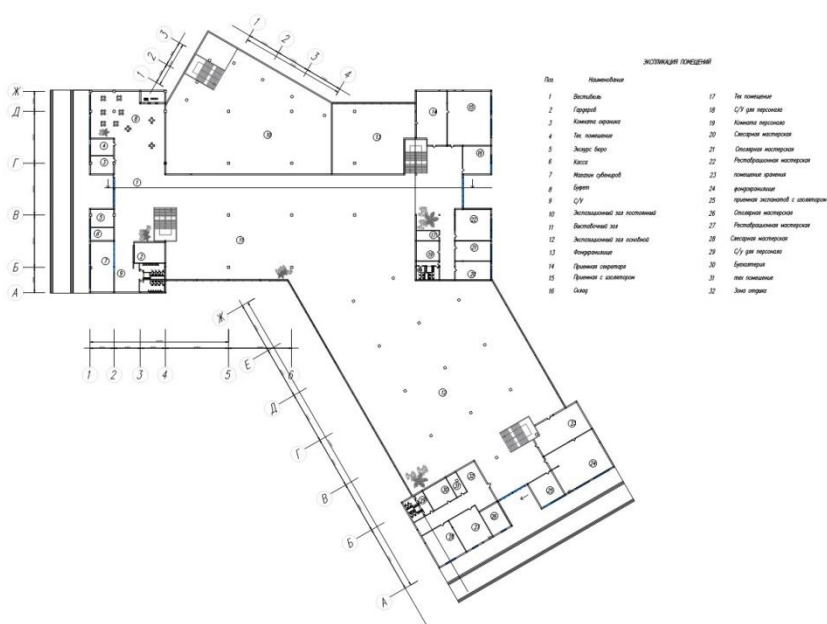 ЭКСПЛИКАЦИЯ ПОМЕЩЕНИЙ
Поз. Наименование
1 Вестибюль
2 Гардероб
3 Комната охраника
4 Тех. помещение
5 Экскурс бюро
6 Касса
7 Магазин сувениров
8 Буфет
9 С/У
10 Экспозиционный зал постоянный
11 Выставочный зал
12 Экспозиционный зал основной
13 Фондохранилище
14 Приемная секретаря
15 Приемная с изолятором
16 Склад
17 Тех помещение
18 С/У для персонала
19 Комната персонала
20 Слесарная мастерская
21 Столярная мастерская
22 Реставрационная мастерская
23 помещение хранения
24 фондохранилище
25 приемная экспонатов с изолятором
26 Столярная мастерская
27 Реставрационная мастерская
28 Слесарная мастерская
29 С/у для персонала
30 Бухгалтерия
31 тех помещение
32 Зона отдыха
1 2 3 4
3
2
1
Ж
Д
Г
В
Б
А
1 2 3 4 5 6
Ж
Е
Д
Г
В
Б
А